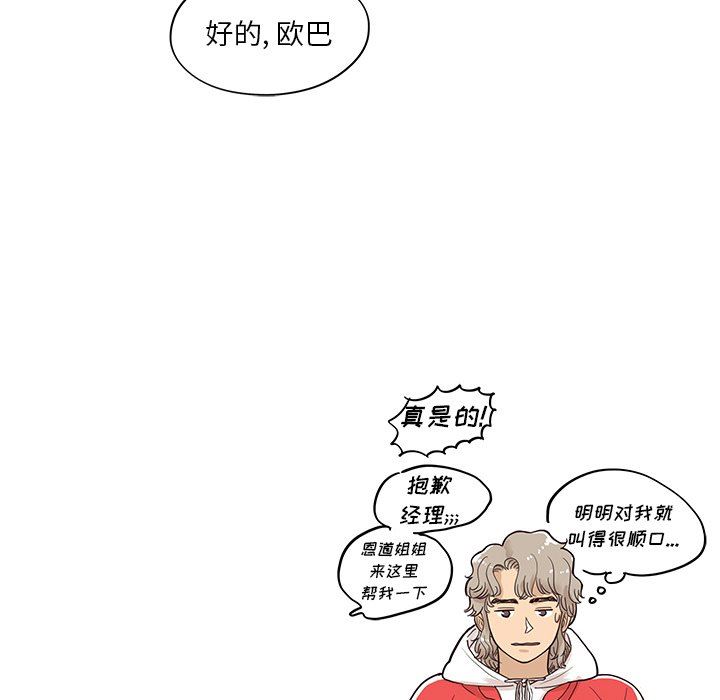 好的, 欧巴
真是的!
抱歉
经理;;;
恩道姐姐
来这里
帮我一下
明明对我就
叫得很顺口...